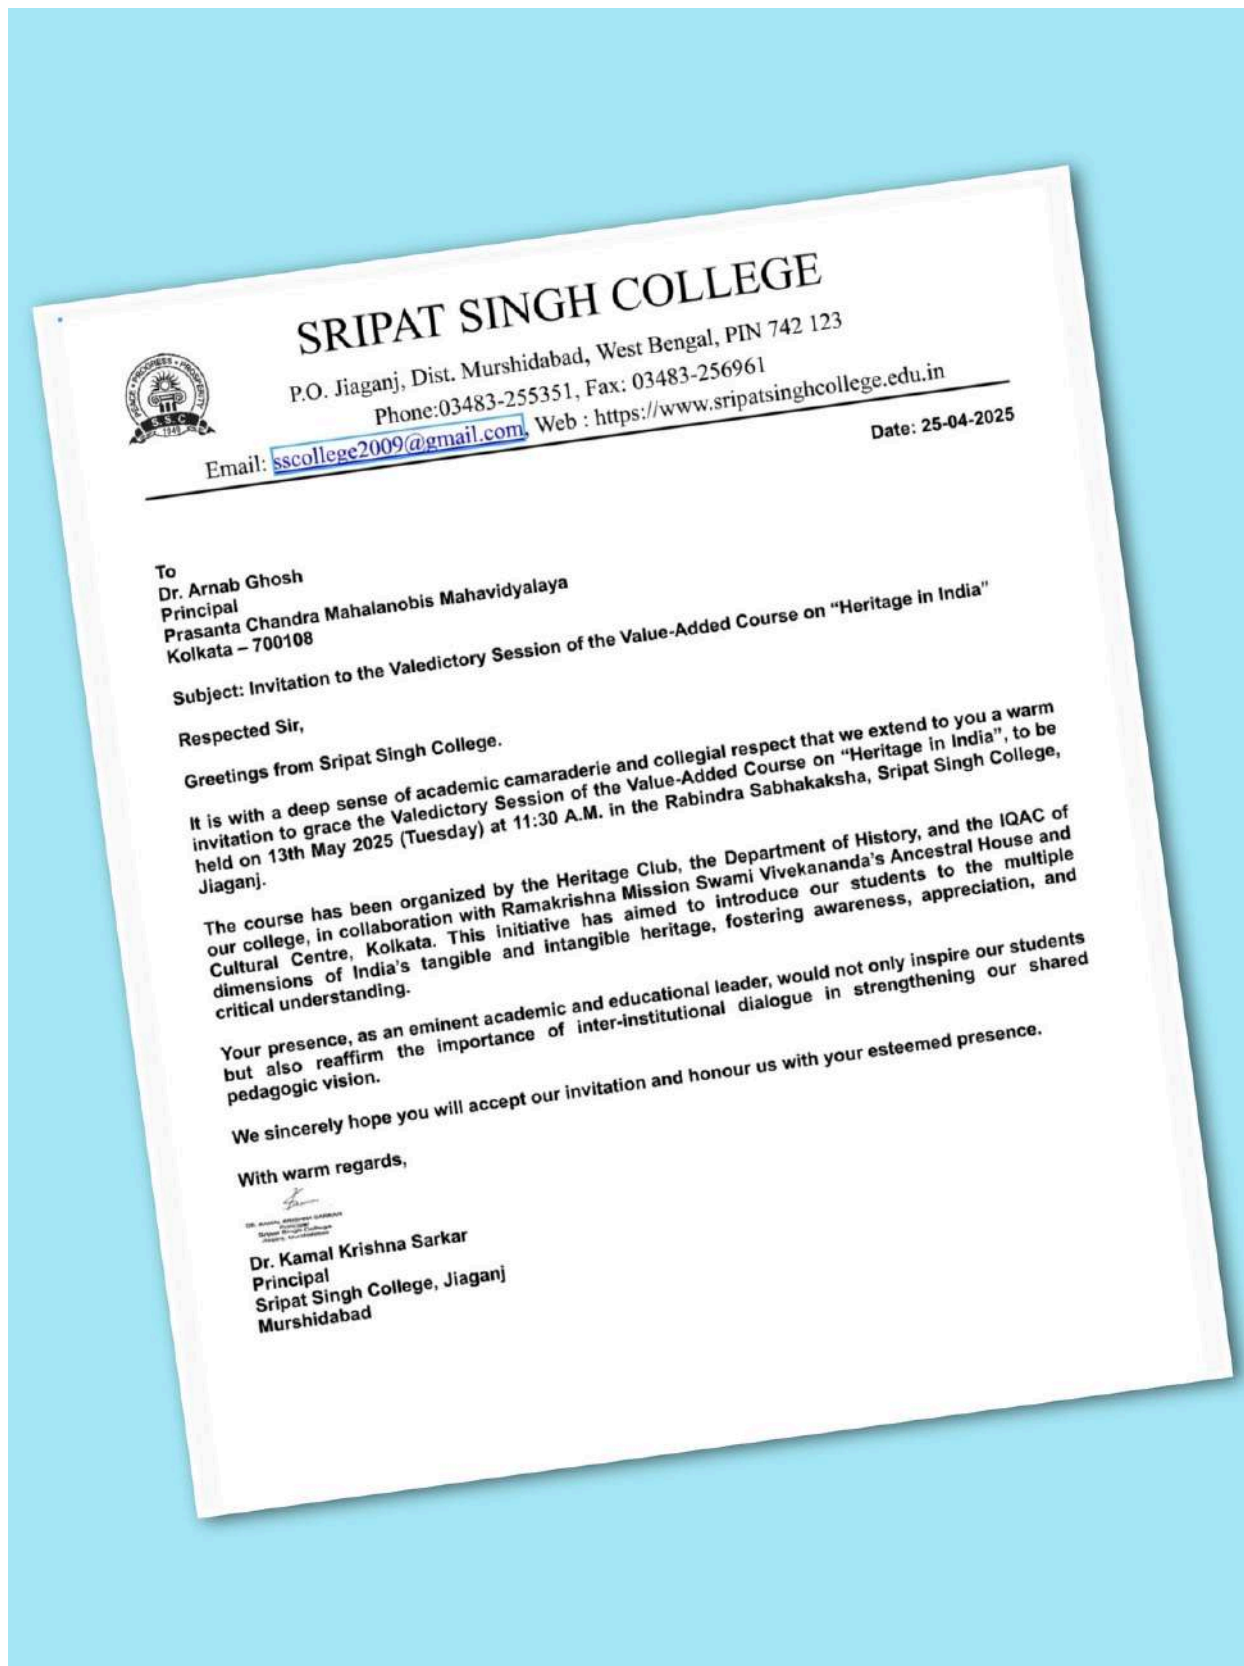 SRIPAT SINGH COLLEGE
P.O. Jiaganj, Dist. Murshidabad, West Bengal, PIN 742 123
Phone:03483-255351, Fax: 03483-256961
Email: sscollege2009@gmail.com, Web : https://www.sripatsinghcollege.edu.in
PEACE • PROGRESS • PROSPERITY
S.S.C
1949
Date: 25-04-2025
To
Dr. Arnab Ghosh
Principal
Prasanta Chandra Mahalanobis Mahavidyalaya
Kolkata – 700108
Subject: Invitation to the Valedictory Session of the Value-Added Course on “Heritage in India”
Respected Sir,
Greetings from Sripat Singh College.
It is with a deep sense of academic camaraderie and collegial respect that we extend to you a warm
invitation to grace the Valedictory Session of the Value-Added Course on “Heritage in India”, to be
held on 13th May 2025 (Tuesday) at 11:30 A.M. in the Rabindra Sabhakaksha, Sripat Singh College,
Jiaganj.
The course has been organized by the Heritage Club, the Department of History, and the IQAC of
our college, in collaboration with Ramakrishna Mission Swami Vivekananda’s Ancestral House and
Cultural Centre, Kolkata. This initiative has aimed to introduce our students to the multiple
dimensions of India’s tangible and intangible heritage, fostering awareness, appreciation, and
critical understanding.
Your presence, as an eminent academic and educational leader, would not only inspire our students
but also reaffirm the importance of inter-institutional dialogue in strengthening our shared
pedagogic vision.
We sincerely hope you will accept our invitation and honour us with your esteemed presence.
With warm regards,
Principal
Sripat Singh College
Dr. Kamal Krishna Sarkar
Principal
Sripat Singh College, Jiaganj
Murshidabad